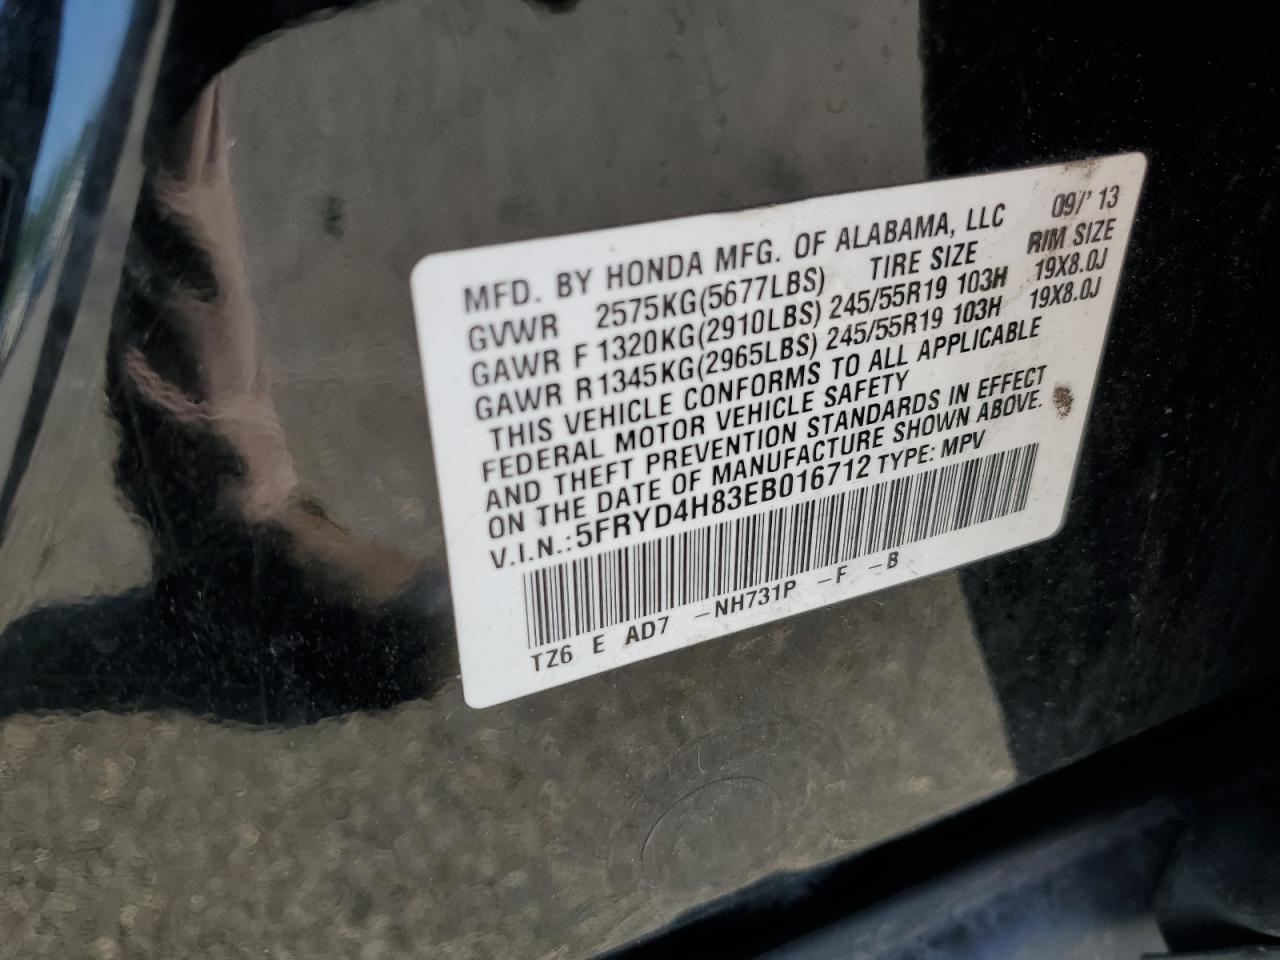 MFD. BY HONDA MFG. OF ALABAMA, LLC 09/' 13
GVWR 2575KG(5677LBS) TIRE SIZE RIM SIZE
GAWR F 1320KG(2910LBS) 245/55R19 103H 19X8.0J
GAWR R1345KG(2965LBS) 245/55R19 103H 19X8.0J
THIS VEHICLE CONFORMS TO ALL APPLICABLE
FEDERAL MOTOR VEHICLE SAFETY
AND THEFT PREVENTION STANDARDS IN EFFECT
ON THE DATE OF MANUFACTURE SHOWN ABOVE.
V.I.N.: 5FRYD4H83EB016712 TYPE: MPV
TZ6 E AD7 -NH731P -F -B